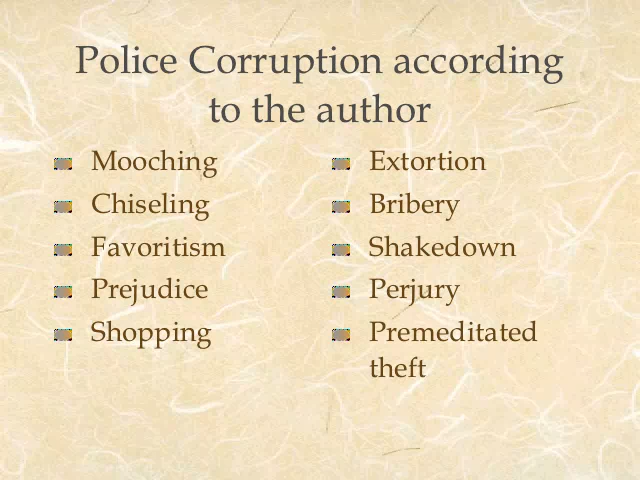 Police Corruption according
to the author
Mooching
Chiseling
Favoritism
Prejudice
Shopping
Extortion
Bribery
Shakedown
Perjury
Premeditated
theft